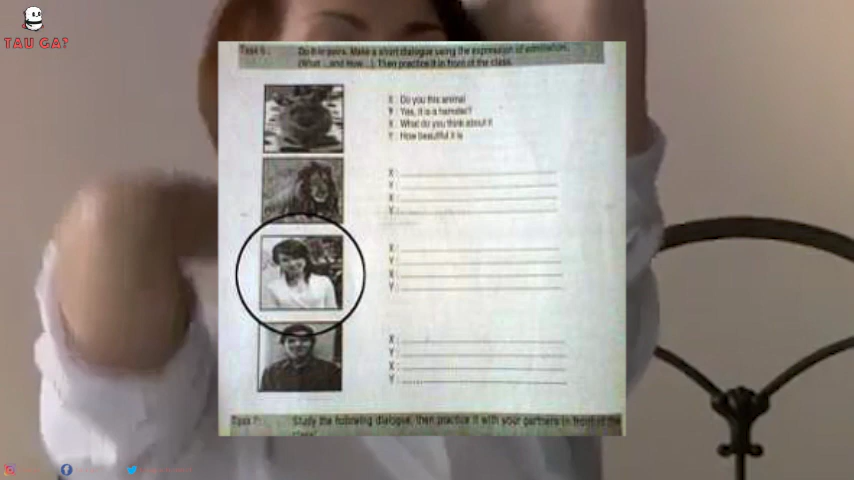 TAU GA?
Task 6: Do it in pairs. Make a short dialogue using the expression of admiration.
(What ...and How...). Then practice it in front of the class.
X : Do you this animal
Y : Yes, it is a hamster?
X : What do you think about it
Y : How beautiful it is
X :
Y :
X :
Y :
X :
Y :
X :
Y :
X :
Y :
X :
Y :
Task 7: Study the following dialogue, then practice it with your partners in front of the
class!